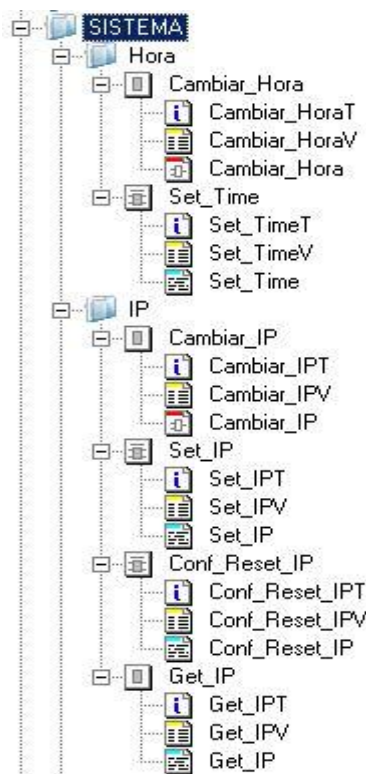 SISTEMA
Hora
Cambiar_Hora
Cambiar_HoraT
Cambiar_HoraV
Cambiar_Hora
Set_Time
Set_TimeT
Set_TimeV
Set_Time
IP
Cambiar_IP
Cambiar_IPT
Cambiar_IPV
Cambiar_IP
Set_IP
Set_IPT
Set_IPV
Set_IP
Conf_Reset_IP
Conf_Reset_IPT
Conf_Reset_IPV
Conf_Reset_IP
Get_IP
Get_IPT
Get_IPV
Get_IP